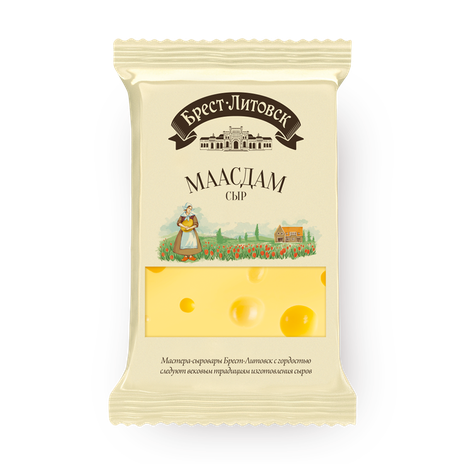 Брест-Литовск
МААСДАМ
СЫР
Мастера-сыровары Брест-Литовск с гордостью
следуют вековым традициям изготовления сыров